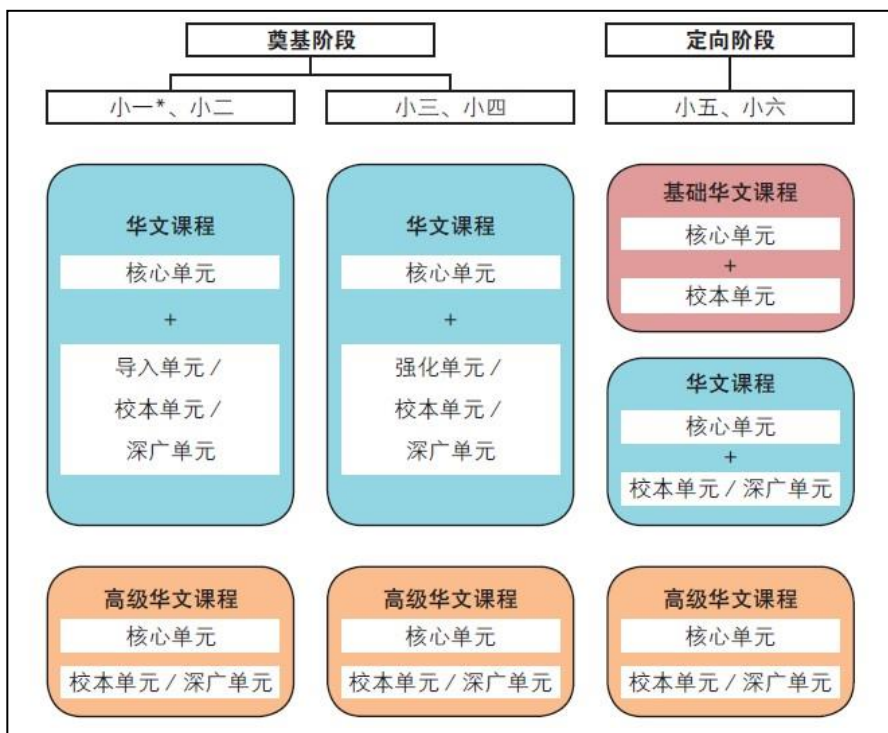 奠基阶段
定向阶段
小一*、小二
小三、小四
小五、小六
华文课程
核心单元
+
导入单元 /
校本单元 /
深广单元
华文课程
核心单元
+
强化单元 /
校本单元 /
深广单元
基础华文课程
核心单元
+
校本单元
华文课程
核心单元
+
校本单元 / 深广单元
高级华文课程
核心单元
校本单元 / 深广单元
高级华文课程
核心单元
校本单元 / 深广单元
高级华文课程
核心单元
校本单元 / 深广单元